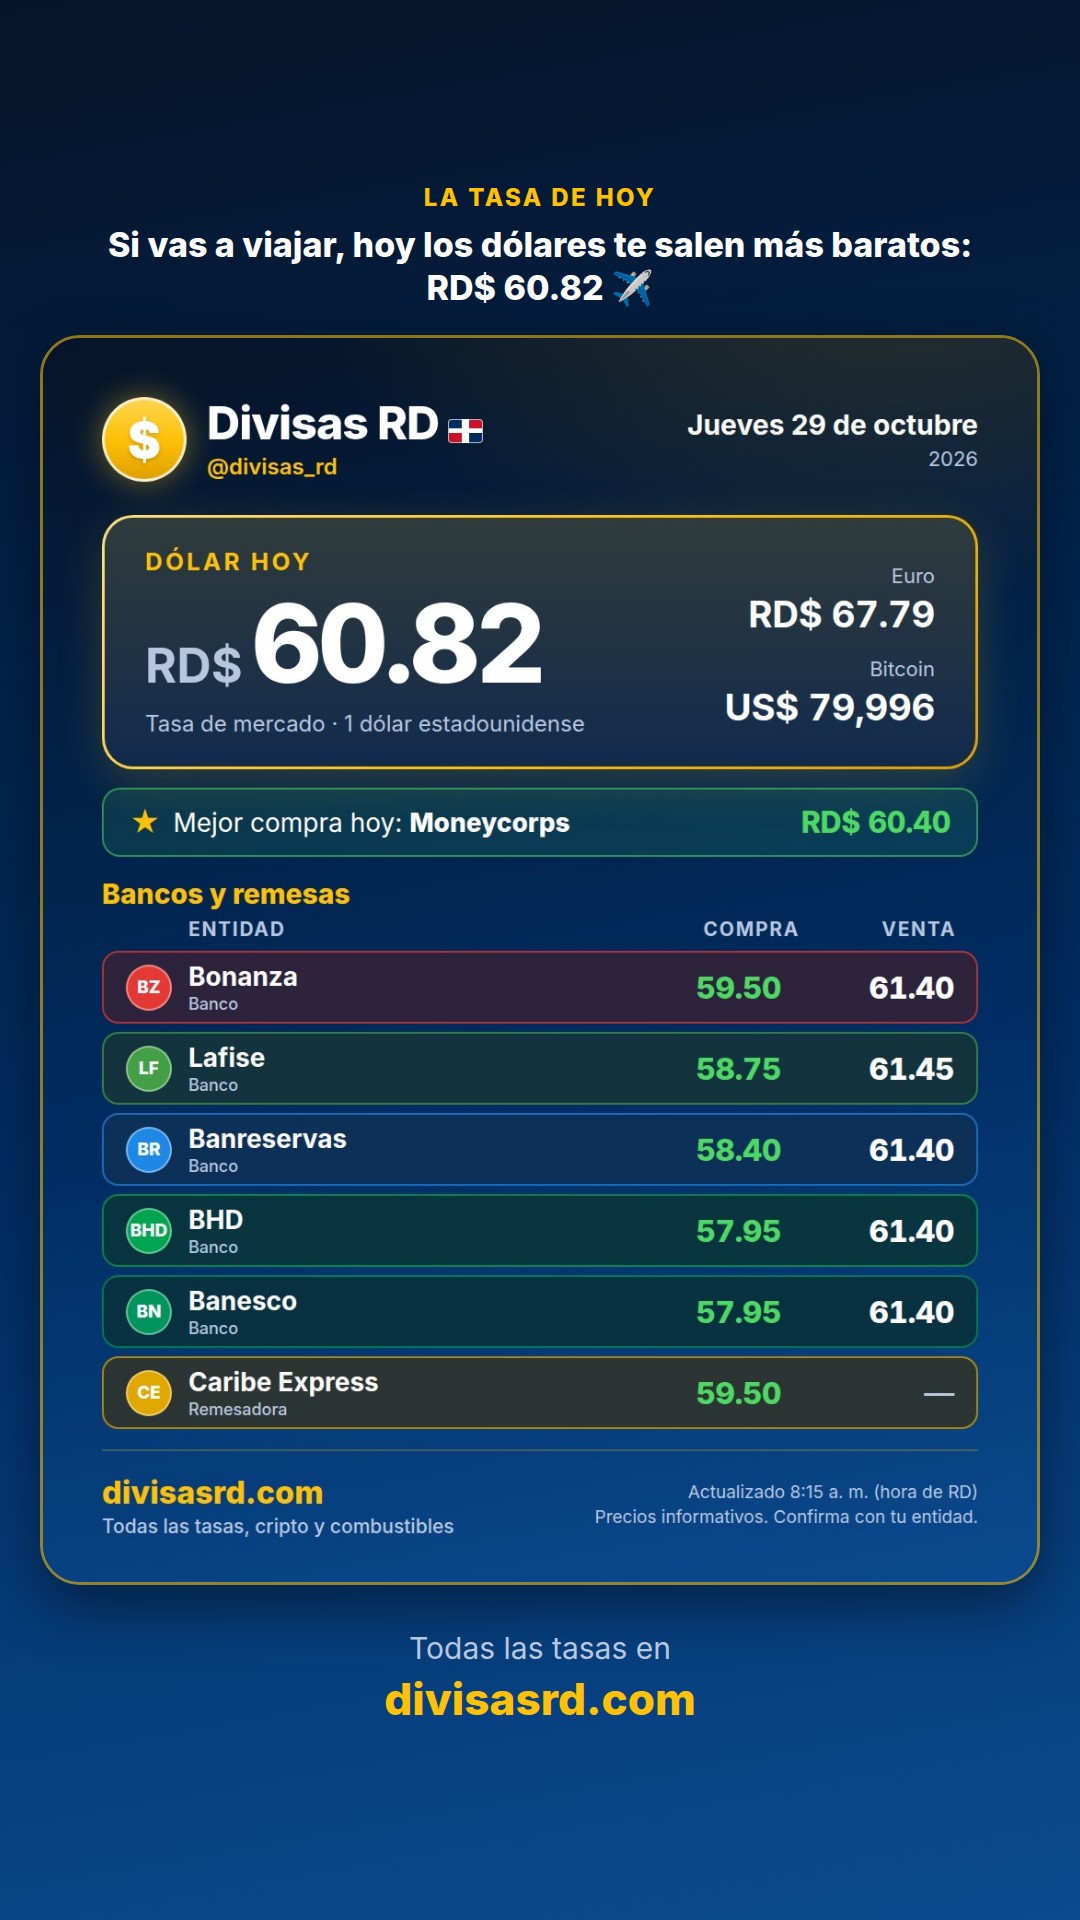 LA TASA DE HOY
Si vas a viajar, hoy los dólares te salen más baratos:
RD$ 60.82 ✈️
$
Divisas RD 🇩🇴
@divisas_rd
Jueves 29 de octubre
2026
DÓLAR HOY
RD$ 60.82
Tasa de mercado · 1 dólar estadounidense
Euro
RD$ 67.79
Bitcoin
US$ 79,996
★ Mejor compra hoy: Moneycorps RD$ 60.40
Bancos y remesas
ENTIDAD COMPRA VENTA
BZ Bonanza 59.50 61.40
Banco
LF Lafise 58.75 61.45
Banco
BR Banreservas 58.40 61.40
Banco
BHD BHD 57.95 61.40
Banco
BN Banesco 57.95 61.40
Banco
CE Caribe Express 59.50 —
Remesadora
divisasrd.com
Todas las tasas, cripto y combustibles
Actualizado 8:15 a. m. (hora de RD)
Precios informativos. Confirma con tu entidad.
Todas las tasas en
divisasrd.com